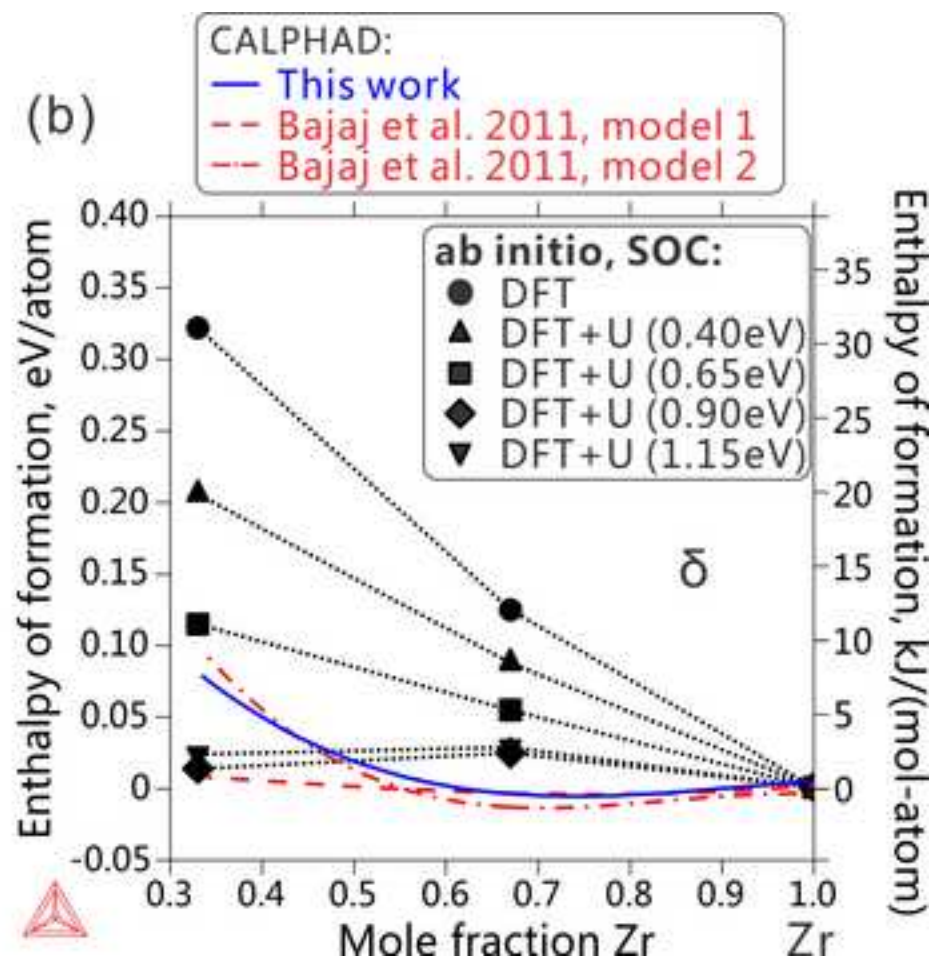 CALPHAD:
This work
(b)
Bajaj et al. 2011, model 1
Bajaj et al. 2011, model 2
0.40
0.35
0.30
0.25
0.20
0.15
0.10
0.05
0
-0.05
Enthalpy of formation, eV/atom
ab initio, SOC:
DFT
DFT+U (0.40eV)
DFT+U (0.65eV)
DFT+U (0.90eV)
DFT+U (1.15eV)
δ
35
30
25
20
15
10
5
0
Enthalpy of formation, kJ/(mol-atom)
0.3 0.4 0.5 0.6 0.7 0.8 0.9 1.0
Mole fraction Zr
Zr